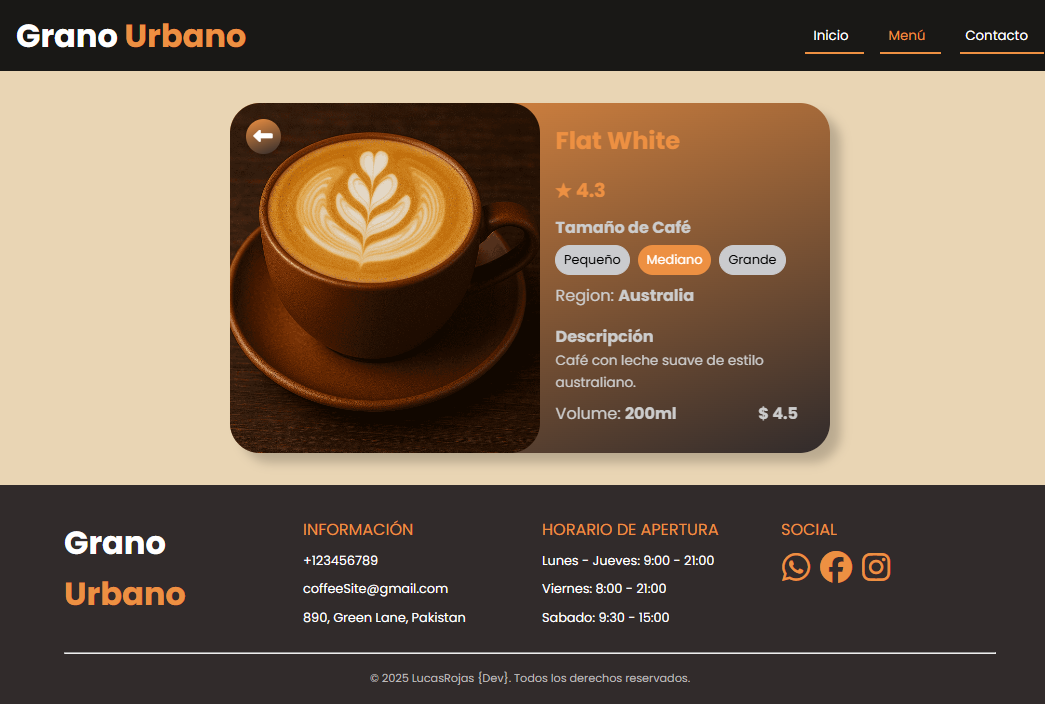 Grano Urbano
Inicio Menú Contacto
Flat White
★ 4.3
Tamaño de Café
Pequeño Mediano Grande
Region: Australia
Descripción
Café con leche suave de estilo
australiano.
Volume: 200ml $ 4.5
Grano
Urbano
INFORMACIÓN
+123456789
coffeeSite@gmail.com
890, Green Lane, Pakistan
HORARIO DE APERTURA
Lunes - Jueves: 9:00 - 21:00
Viernes: 8:00 - 21:00
Sabado: 9:30 - 15:00
SOCIAL
© 2025 LucasRojas {Dev}. Todos los derechos reservados.